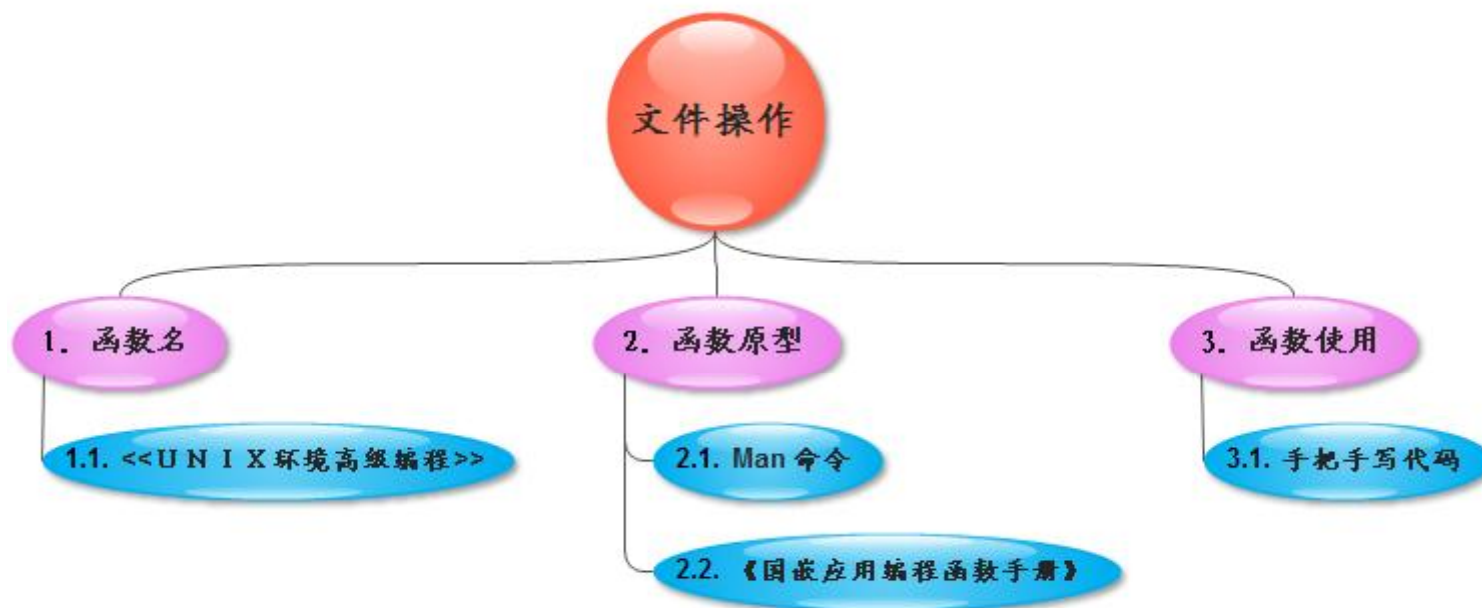 文件操作
1. 函数名
2. 函数原型
3. 函数使用
1.1. <<UNIX环境高级编程>>
2.1. Man 命令
3.1. 手把手写代码
2.2. 《国嵌应用编程函数手册》